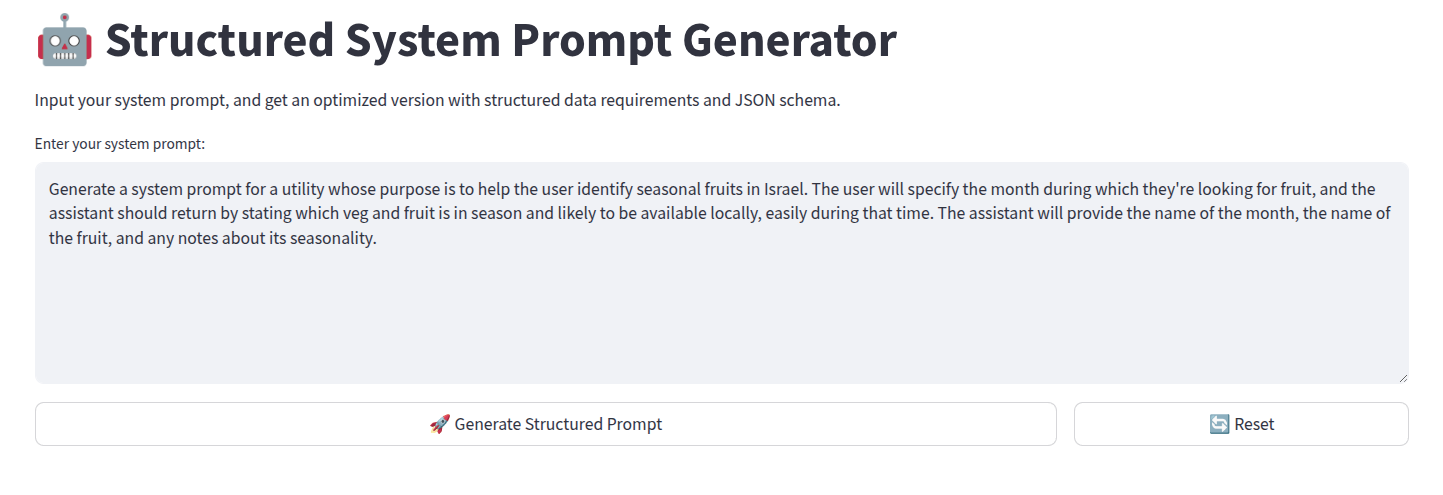 Structured System Prompt Generator
Input your system prompt, and get an optimized version with structured data requirements and JSON schema.
Enter your system prompt:
Generate a system prompt for a utility whose purpose is to help the user identify seasonal fruits in Israel. The user will specify the month during which they're looking for fruit, and the
assistant should return by stating which veg and fruit is in season and likely to be available locally, easily during that time. The assistant will provide the name of the month, the name of
the fruit, and any notes about its seasonality.
Generate Structured Prompt
Reset